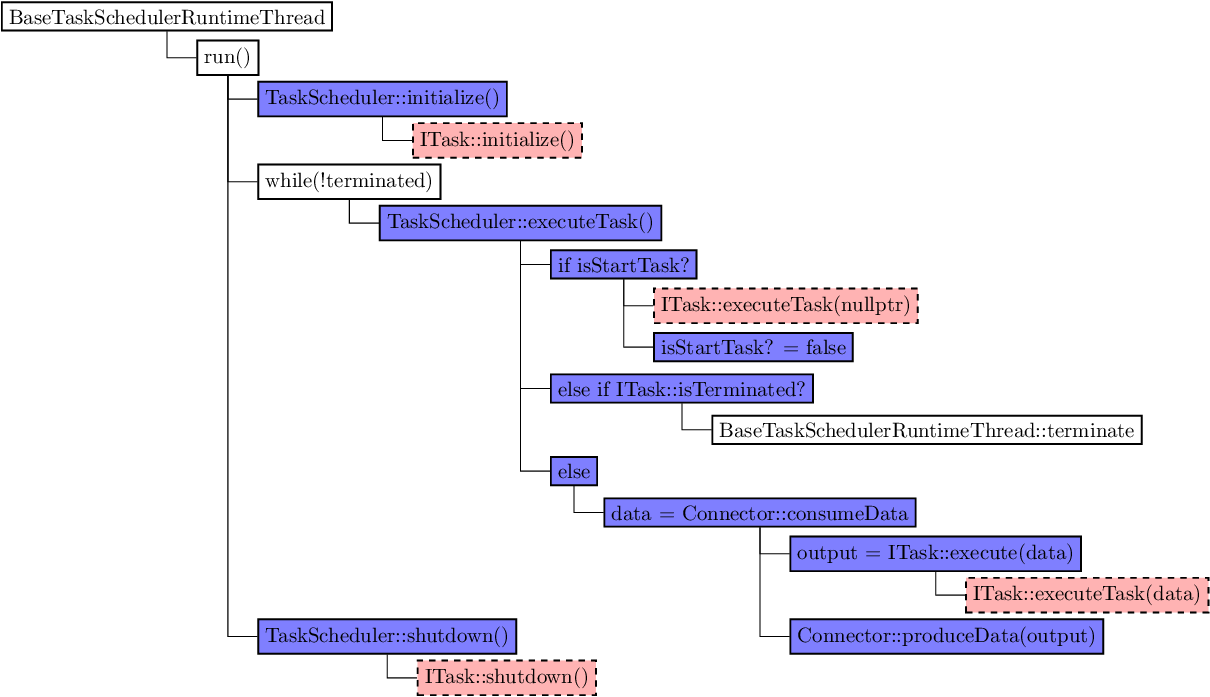 BaseTaskSchedulerRuntimeThread
run()
TaskScheduler::initialize()
ITask::initialize()
while(!terminated)
TaskScheduler::executeTask()
if isStartTask?
ITask::executeTask(nullptr)
isStartTask? = false
else if ITask::isTerminated?
BaseTaskSchedulerRuntimeThread::terminate
else
data = Connector::consumeData
output = ITask::execute(data)
ITask::executeTask(data)
Connector::produceData(output)
TaskScheduler::shutdown()
ITask::shutdown()